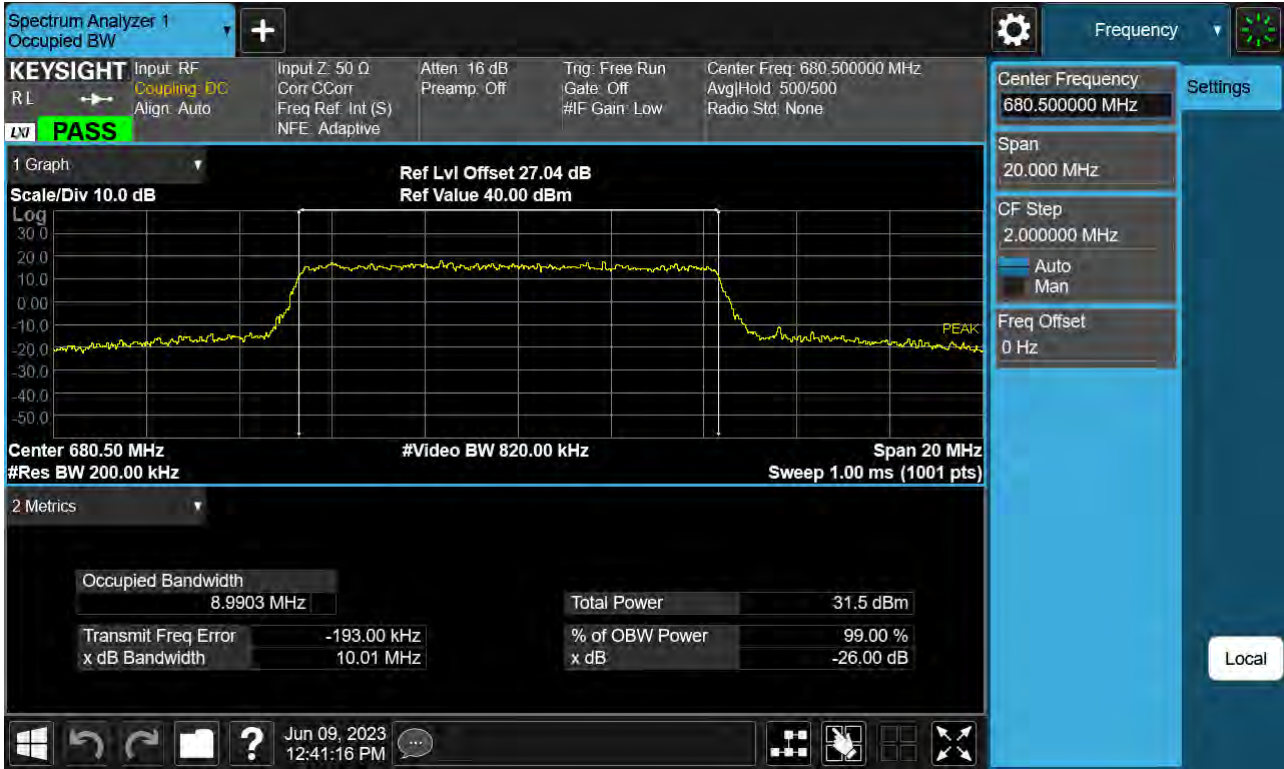 Spectrum Analyzer 1
Occupied BW
Frequency
KEYSIGHT
R L
LXI
PASS
Input: RF
Coupling: DC
Align: Auto
Input Z: 50 Ω
Corr CCorr
Freq Ref: Int (S)
NFE: Adaptive
Atten: 16 dB
Preamp: Off
Trig: Free Run
Gate: Off
#IF Gain: Low
Center Freq: 680.500000 MHz
Avg|Hold: 500/500
Radio Std: None
1 Graph
Scale/Div 10.0 dB
Ref Lvl Offset 27.04 dB
Ref Value 40.00 dBm
Log
30.0
20.0
10.0
0.00
-10.0
-20.0
-30.0
-40.0
-50.0
PEAK
Center 680.50 MHz
#Video BW 820.00 kHz
Span 20 MHz
#Res BW 200.00 kHz
Sweep 1.00 ms (1001 pts)
2 Metrics
Occupied Bandwidth
8.9903 MHz
Total Power 31.5 dBm
Transmit Freq Error -193.00 kHz
% of OBW Power 99.00 %
x dB Bandwidth 10.01 MHz
x dB -26.00 dB
Center Frequency
680.500000 MHz
Span
20.000 MHz
CF Step
2.000000 MHz
Auto
Man
Freq Offset
0 Hz
Settings
Local
?
Jun 09, 2023
12:41:16 PM